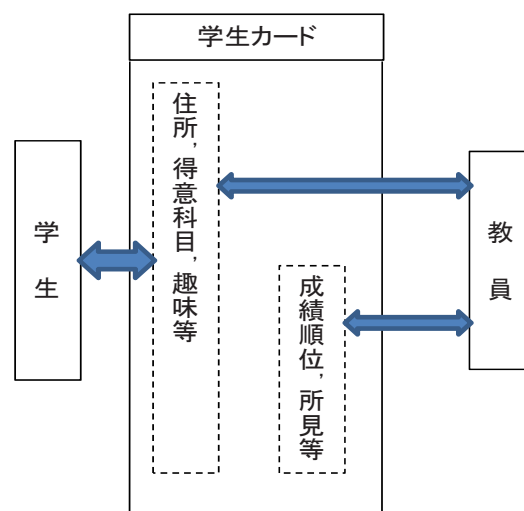 学生カード
学生
住所，得意科目，趣味等
成績順位，所見等
教員